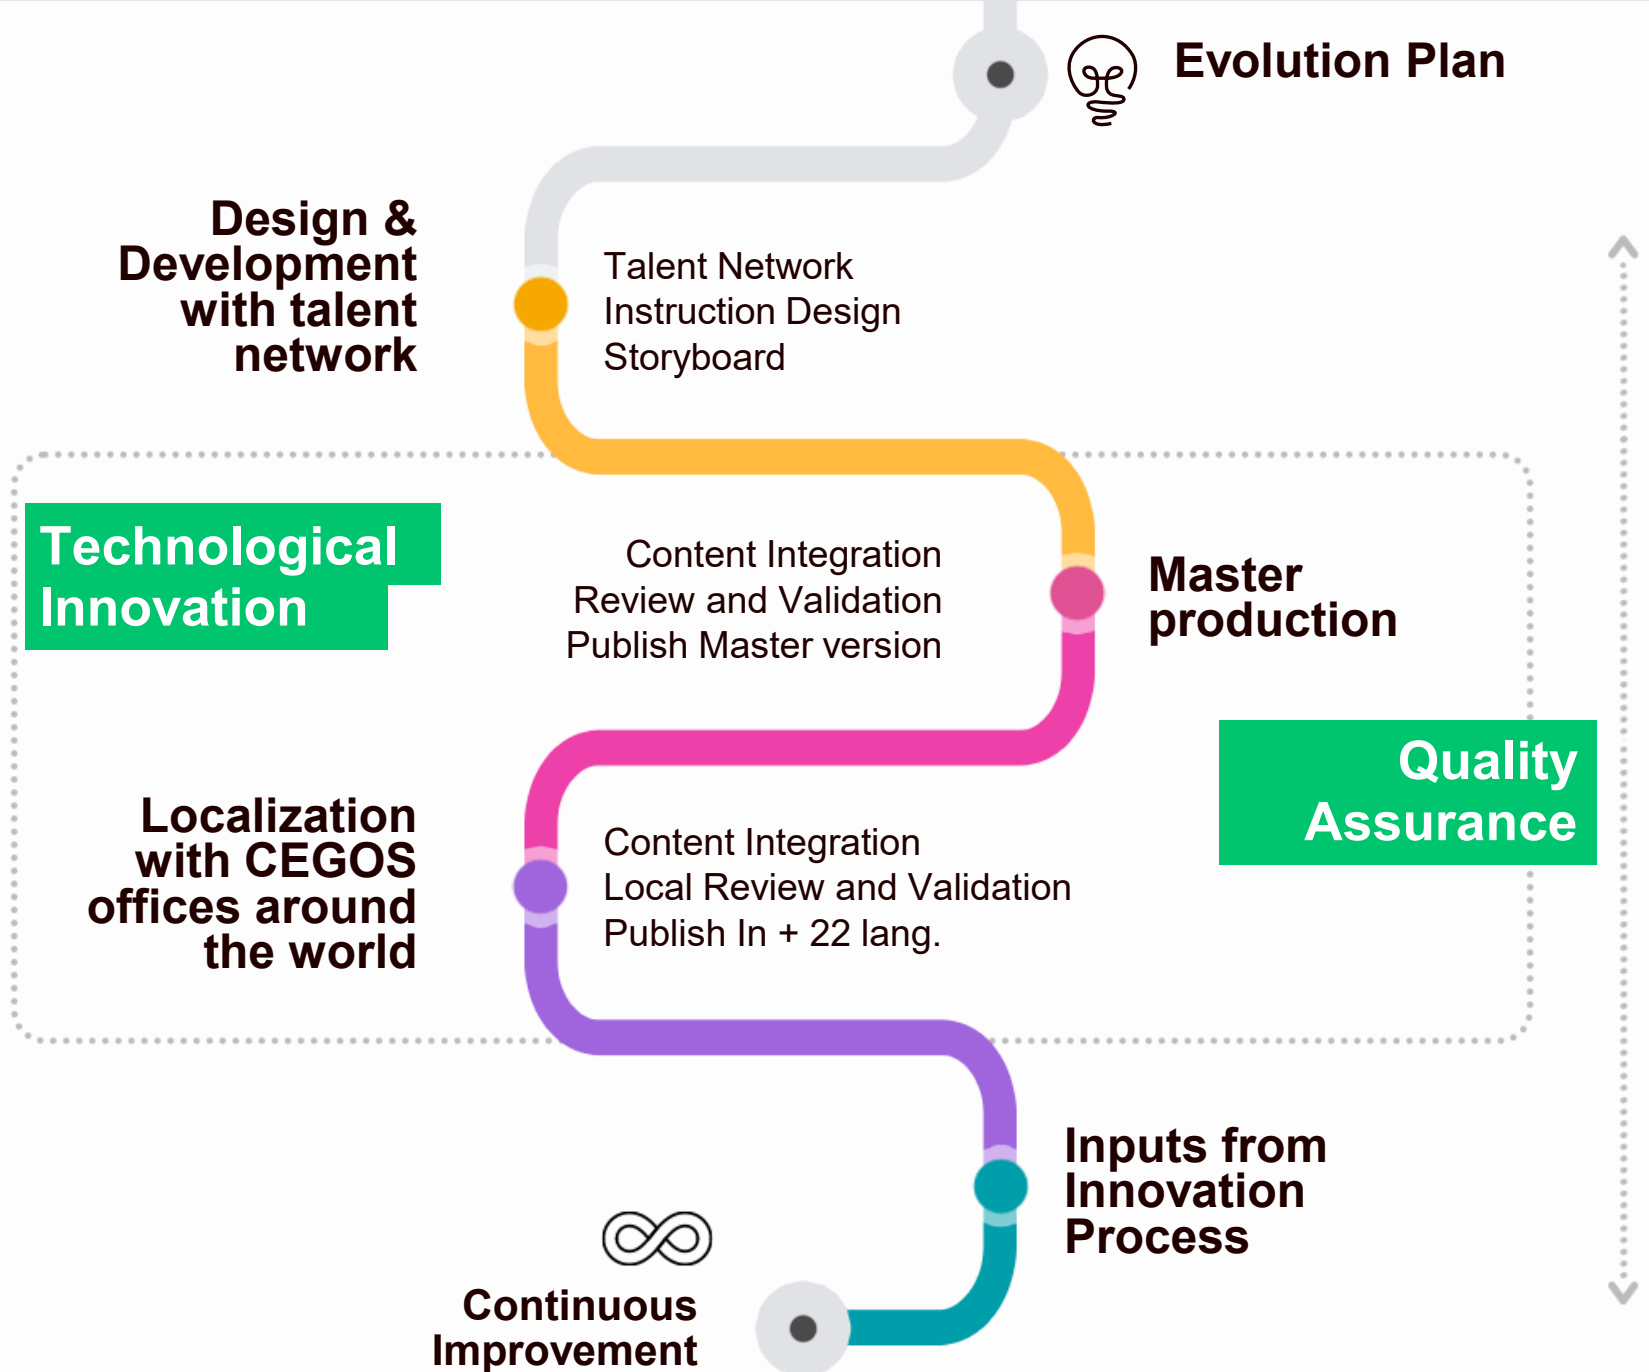 Evolution Plan
Design &
Development
with talent
network
Talent Network
Instruction Design
Storyboard
Technological
Innovation
Content Integration
Review and Validation
Publish Master version
Master
production
Quality
Assurance
Localization
with CEGOS
offices around
the world
Content Integration
Local Review and Validation
Publish In + 22 lang.
Inputs from
Innovation
Process
Continuous
Improvement